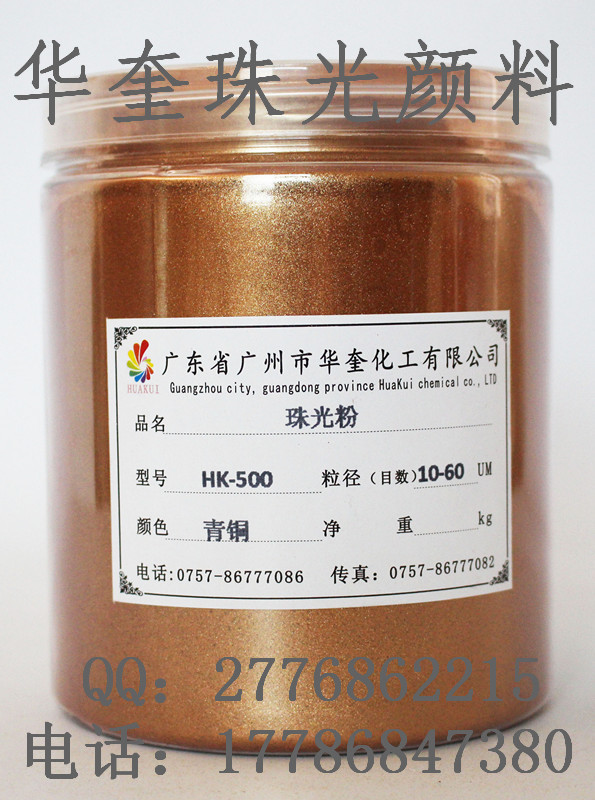 华奎珠光颜料
广东省广州市华奎化工有限公司
HUAKUI
Guangzhou city, guangdong province HuaKui chemical co., LTD
品名 珠光粉
型号 HK-500 粒径（目数）10-60 UM
颜色 青铜 净 重 kg
电话:0757-86777086 传真: 0757-86777082
QQ：2776862215
电话：17786847380